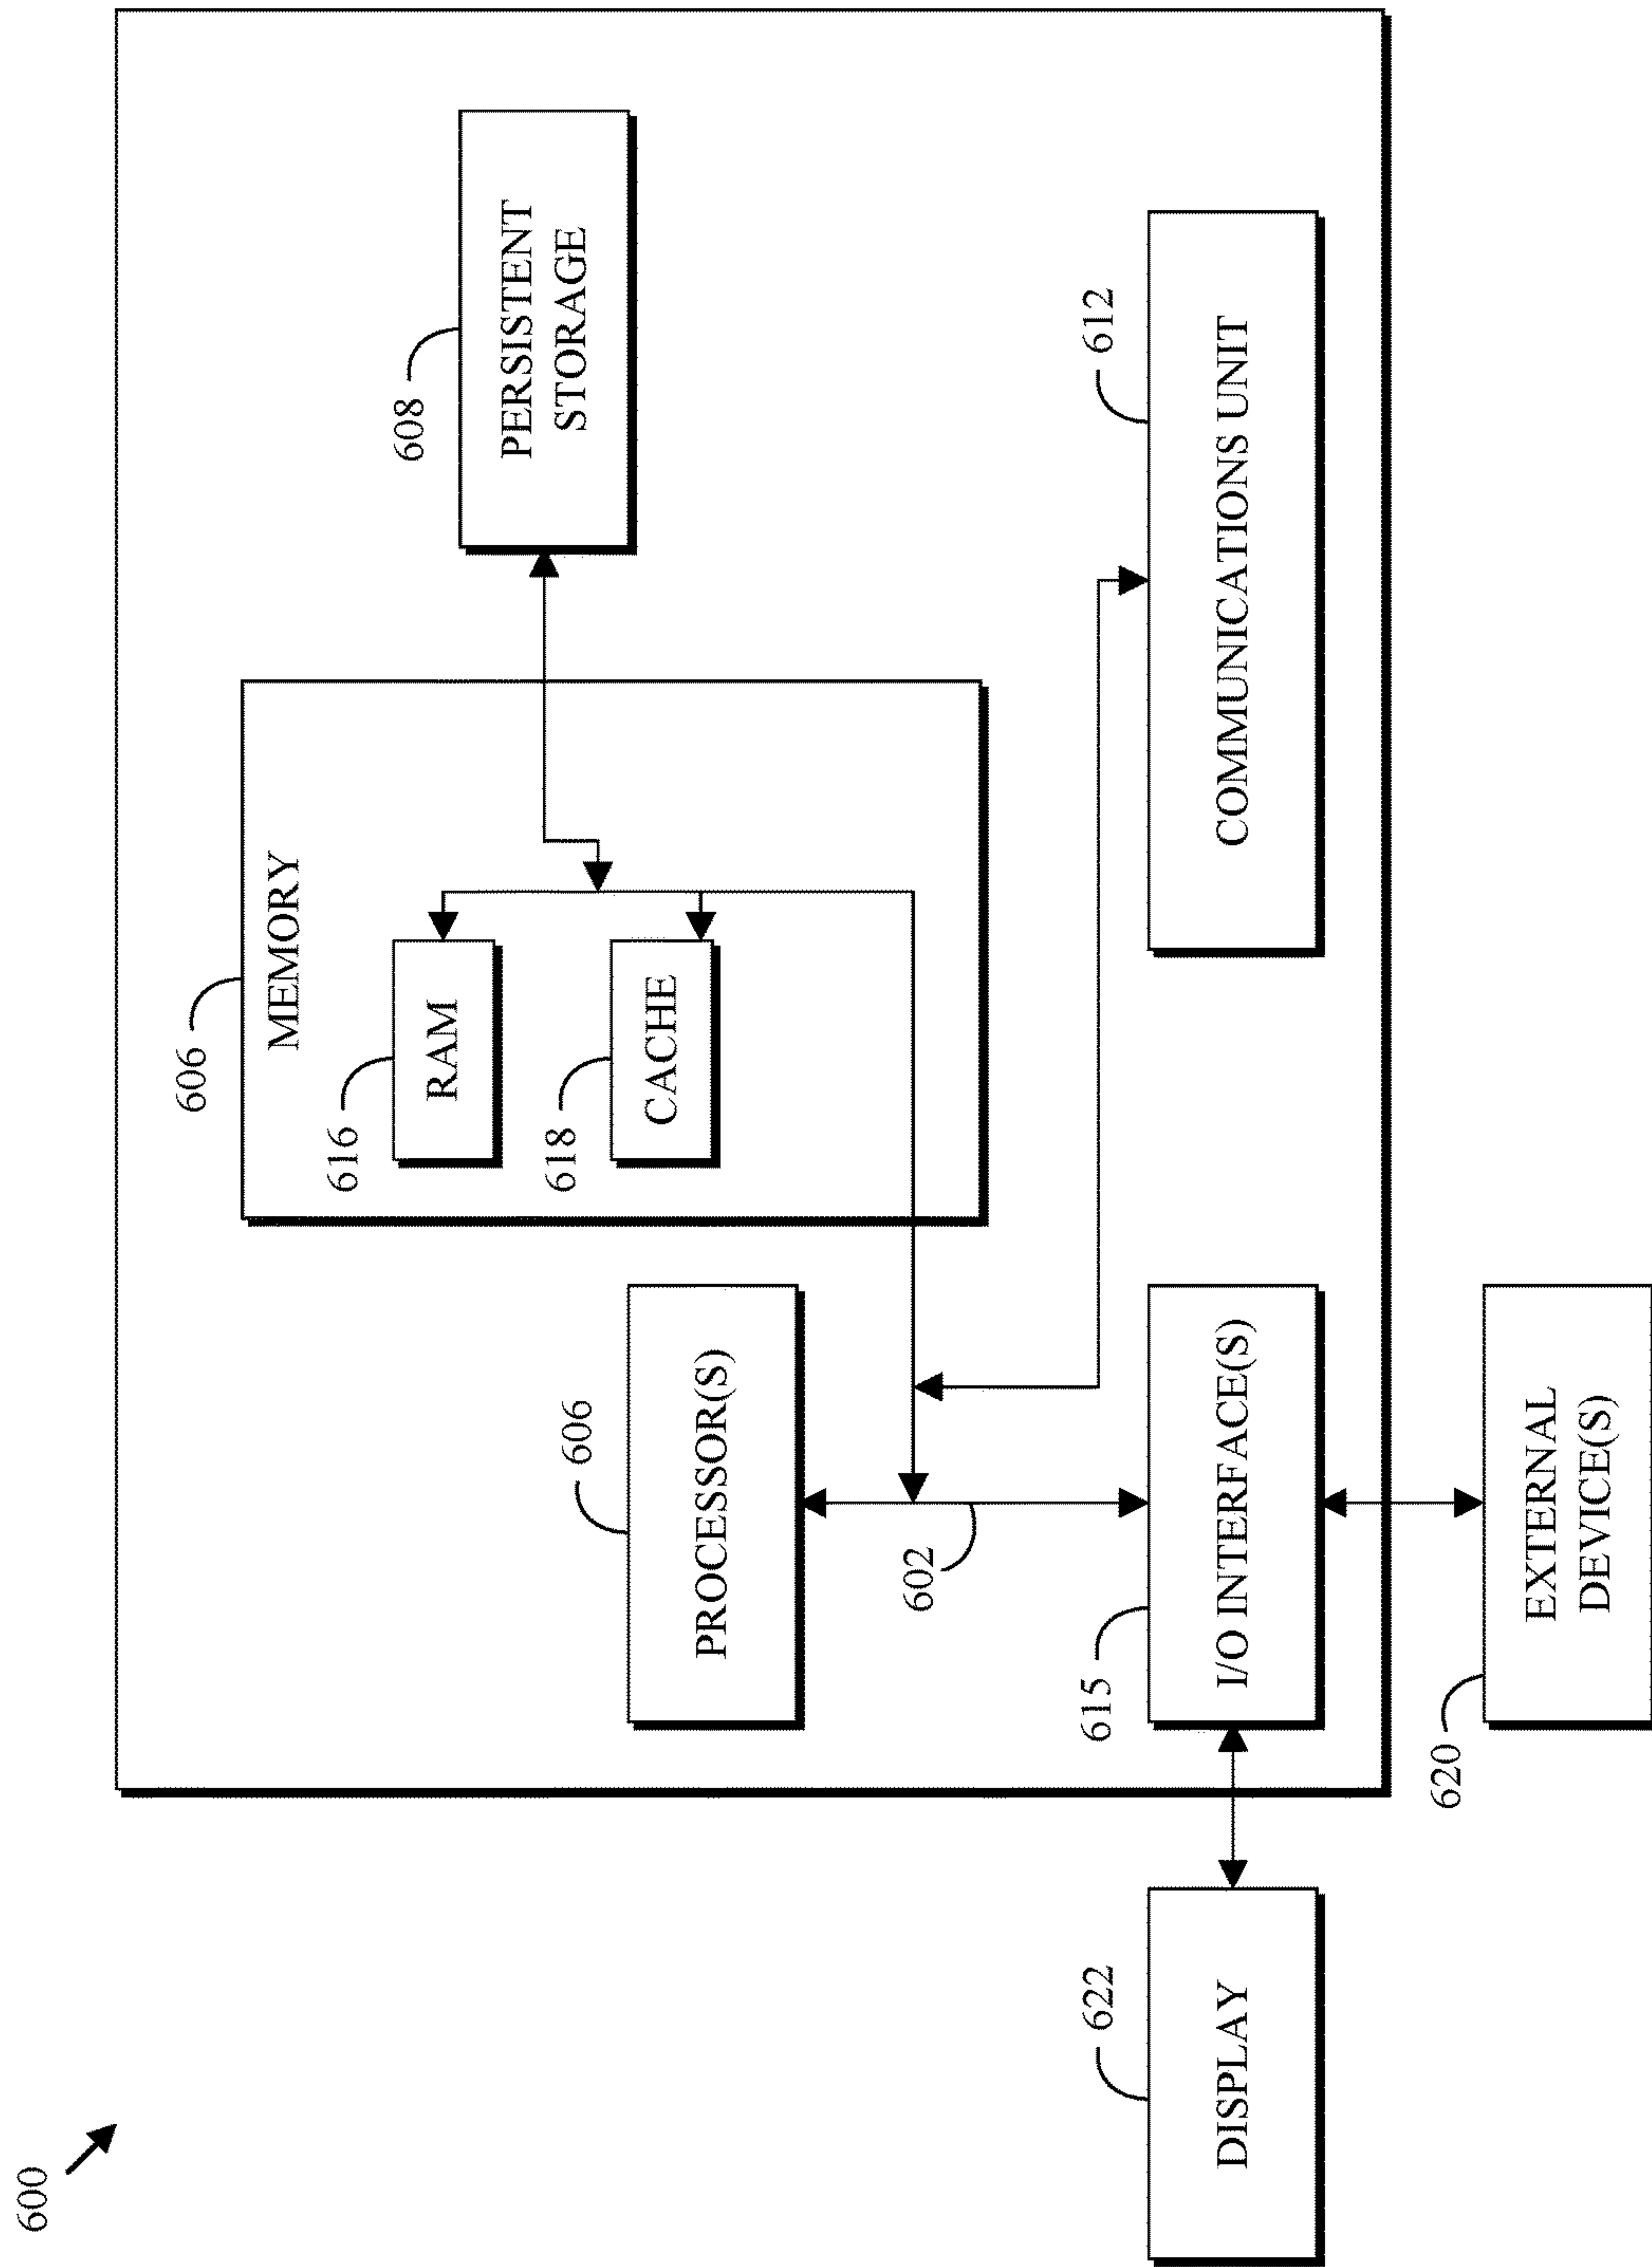 600
606
MEMORY
608
616
RAM
PERSISTENT
STORAGE
618
CACHE
606
PROCESSOR(S)
602
622
615
612
DISPLAY
I/O INTERFACE(S)
COMMUNICATIONS UNIT
620
EXTERNAL
DEVICE(S)